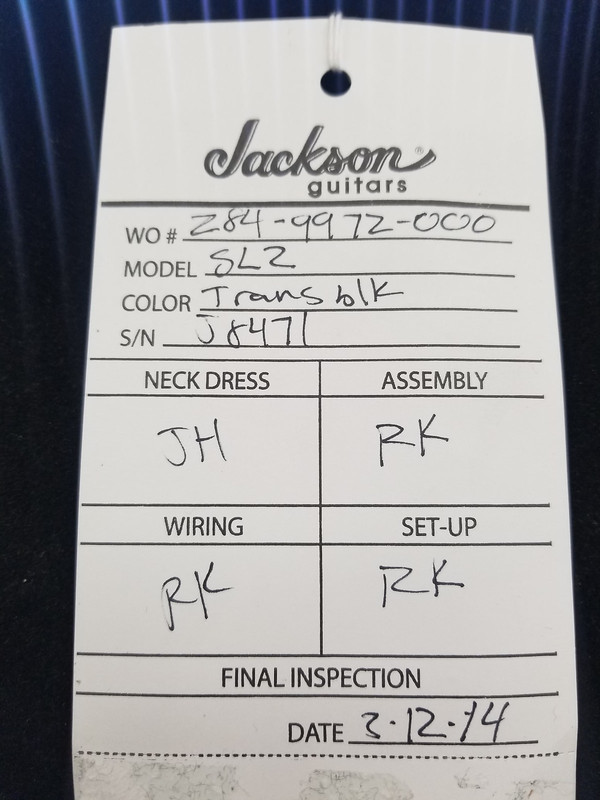 Jackson®
guitars
WO # 284-9972-000
MODEL SL2
COLOR Trans blk
S/N J8471
NECK DRESS ASSEMBLY
JH RK
WIRING SET-UP
RK RK
FINAL INSPECTION
DATE 3·12·14